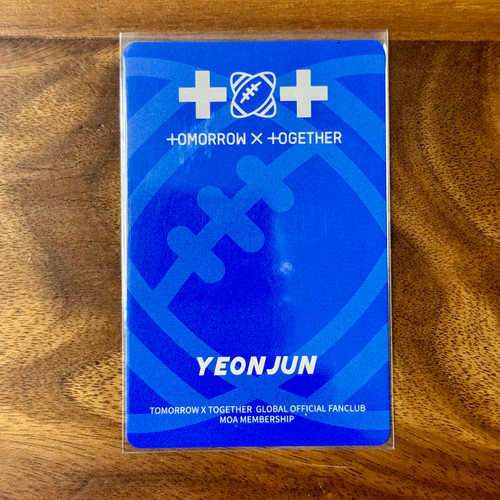 TOMORROW X TOGETHER
YEONJUN
TOMORROW X TOGETHER GLOBAL OFFICIAL FANCLUB
MOA MEMBERSHIP